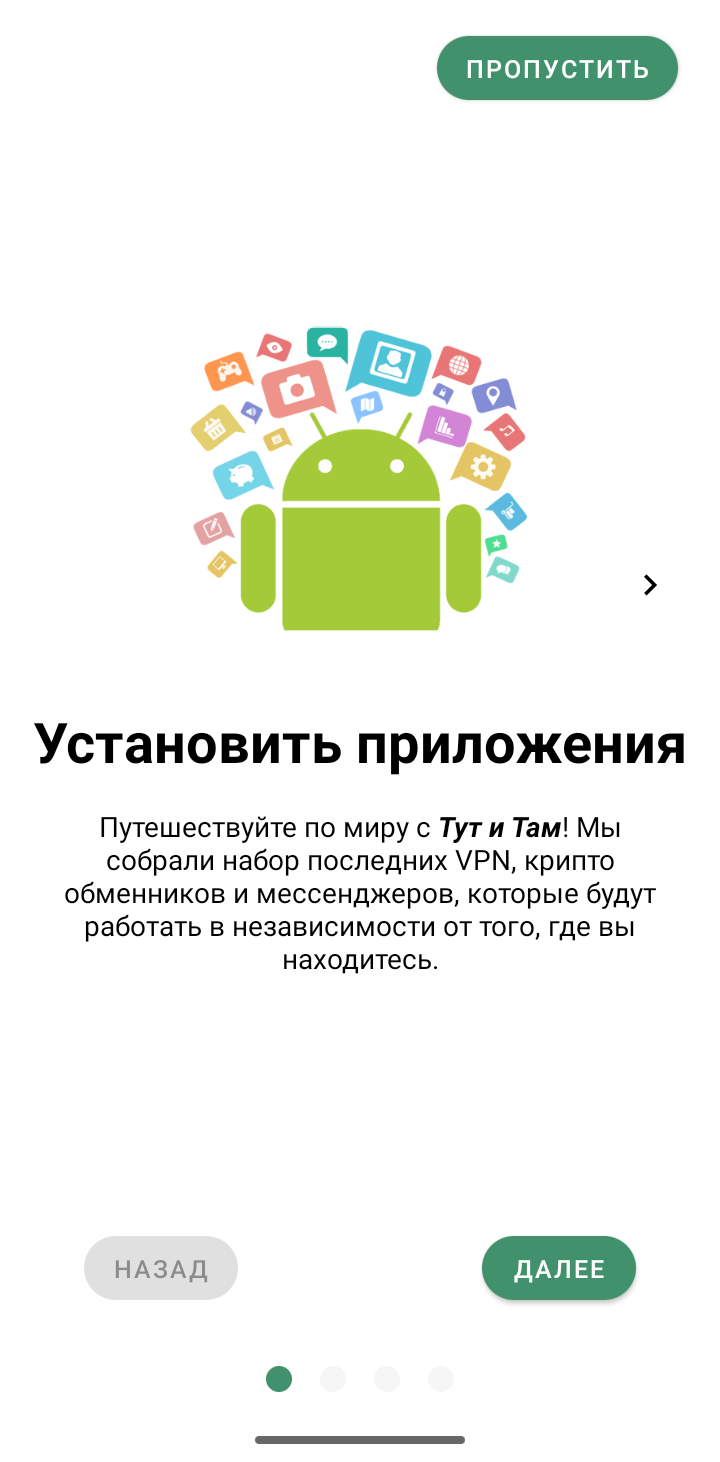 ПРОПУСТИТЬ
Установить приложения
Путешествуйте по миру с Тут и Там! Мы
собрали набор последних VPN, крипто
обменников и мессенджеров, которые будут
работать в независимости от того, где вы
находитесь.
НАЗАД
ДАЛЕЕ